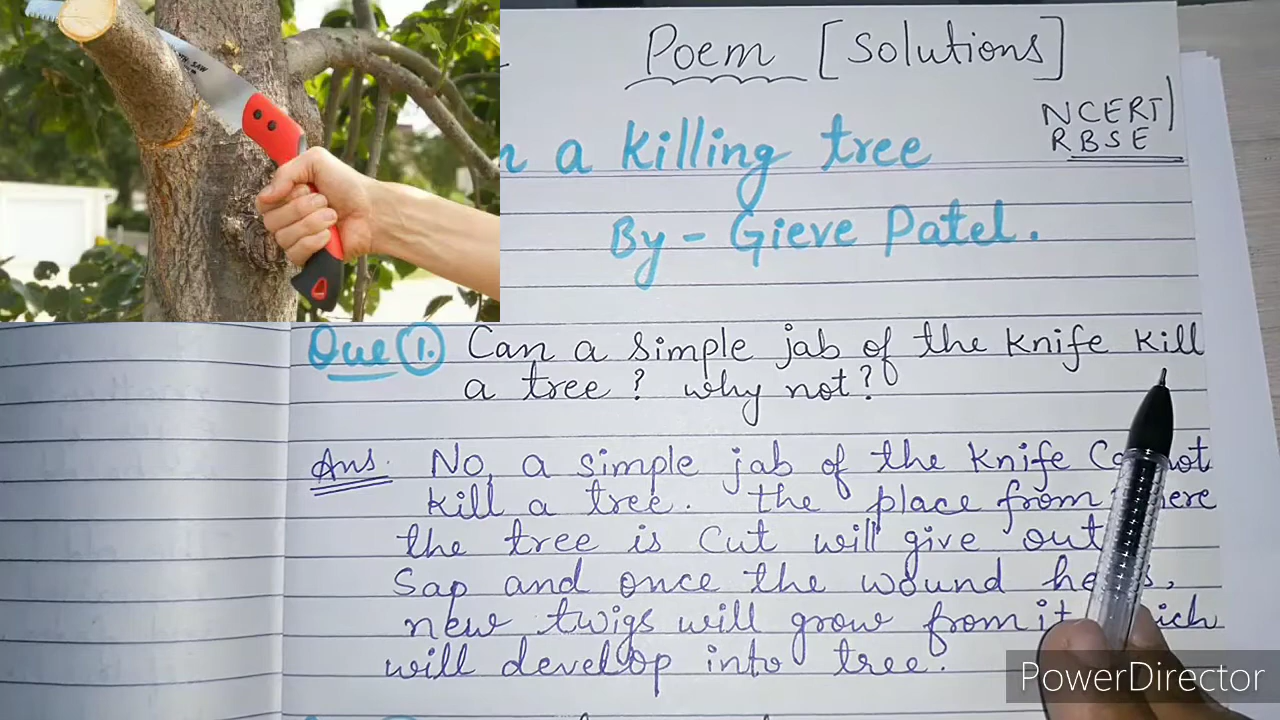 Poem [Solutions]
NCERT/
RBSE
a killing tree
By - Gieve Patel.
Que 1. Can a simple jab of the knife kill
a tree? why not?
Ans. No, a simple jab of the knife
kill a tree. the place from
the tree is cut will give out
Sap and once the wound
new twigs will grow from it
will develop into tree.
PowerDirector